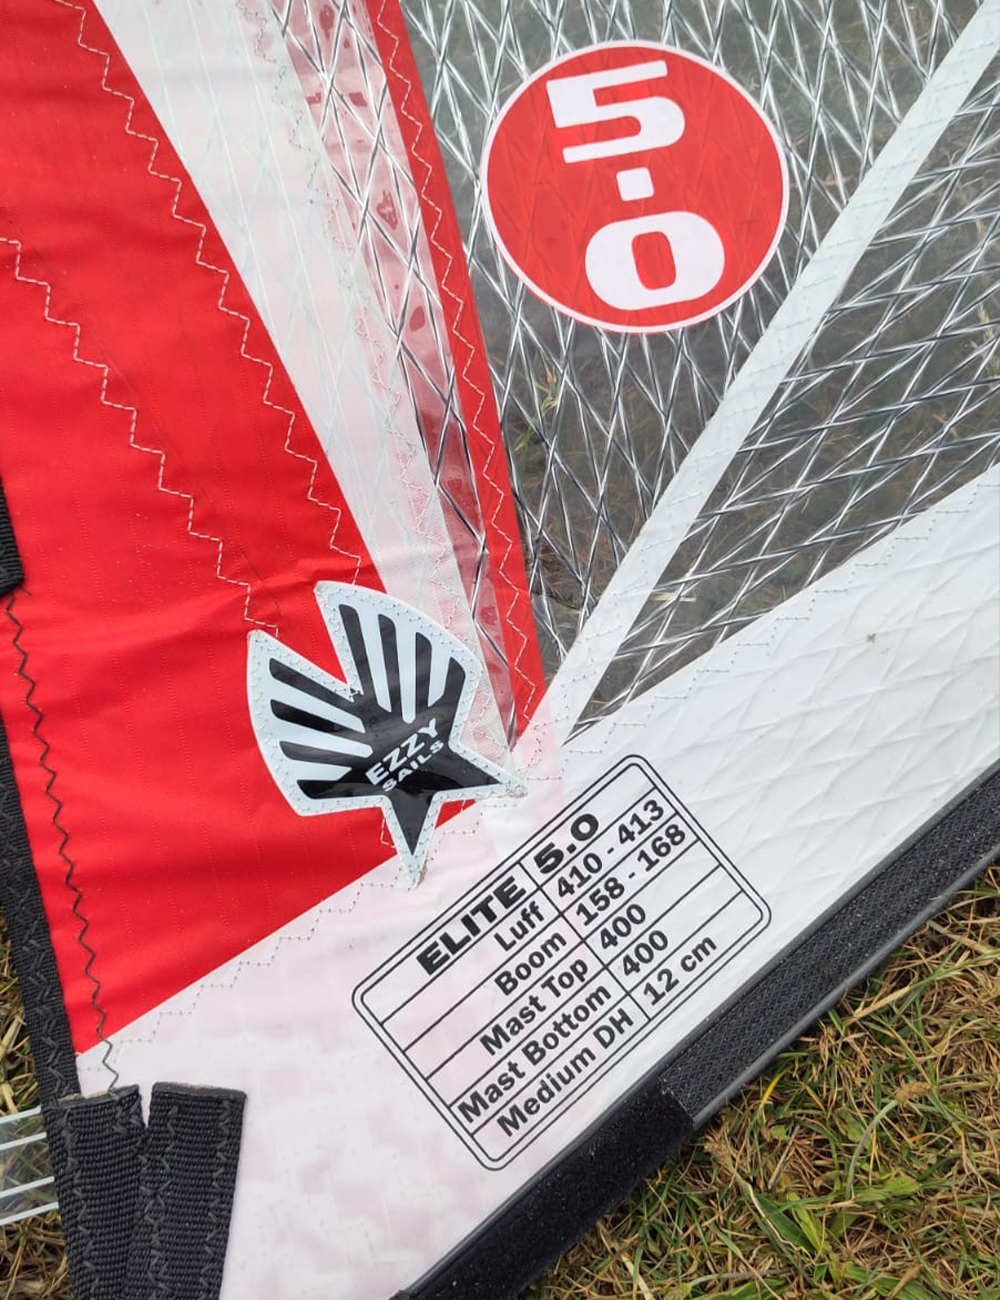 5.0
EZZY
SAILS
ELITE 5.0
Luff 410 - 413
Boom 158 - 168
Mast Top 400
Mast Bottom 400
Medium DH 12 cm